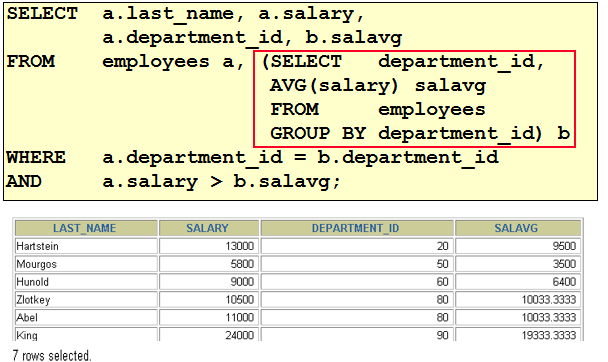 SELECT a.last_name, a.salary,
a.department_id, b.salavg
FROM employees a, (SELECT department_id,
AVG(salary) salavg
FROM employees
GROUP BY department_id) b
WHERE a.department_id = b.department_id
AND a.salary > b.salavg;
LAST_NAME SALARY DEPARTMENT_ID SALAVG
Hartstein 13000 20 9500
Mourgos 5800 50 3500
Hunold 9000 60 6400
Zlotkey 10500 80 10033.3333
Abel 11000 80 10033.3333
King 24000 90 19333.3333
7 rows selected.